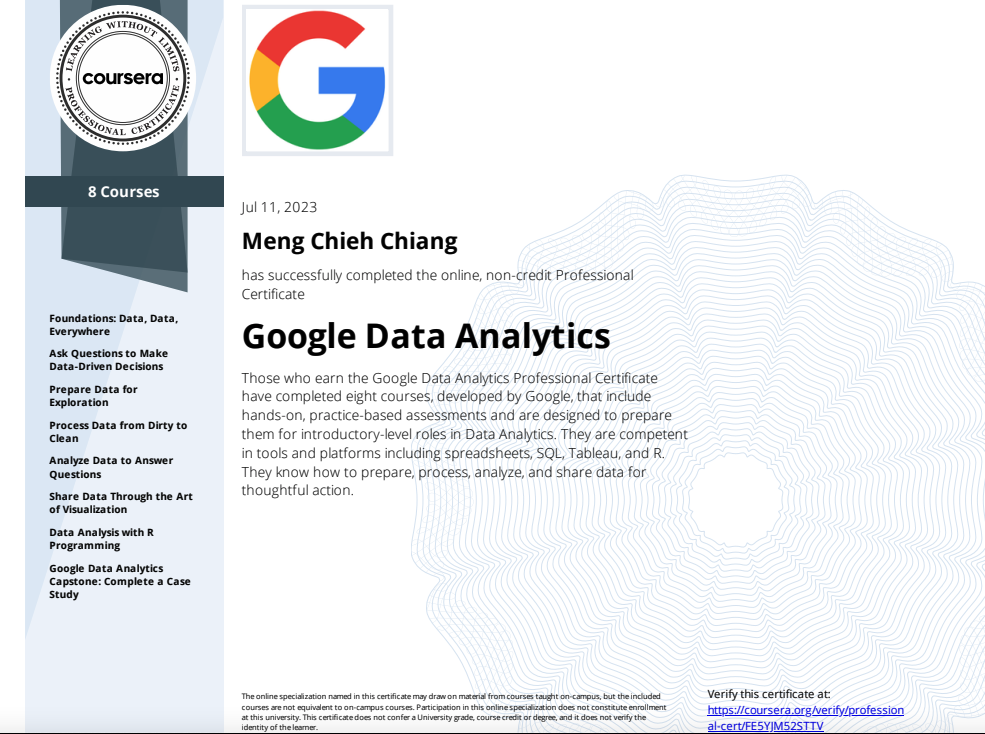 LEARNING WITHOUT LIMITS
coursera
PROFESSIONAL CERTIFICATE
8 Courses
Foundations: Data, Data,
Everywhere
Ask Questions to Make
Data-Driven Decisions
Prepare Data for
Exploration
Process Data from Dirty to
Clean
Analyze Data to Answer
Questions
Share Data Through the Art
of Visualization
Data Analysis with R
Programming
Google Data Analytics
Capstone: Complete a Case
Study
Jul 11, 2023
Meng Chieh Chiang
has successfully completed the online, non-credit Professional
Certificate
Google Data Analytics
Those who earn the Google Data Analytics Professional Certificate
have completed eight courses, developed by Google, that include
hands-on, practice-based assessments and are designed to prepare
them for introductory-level roles in Data Analytics. They are competent
in tools and platforms including spreadsheets, SQL, Tableau, and R.
They know how to prepare, process, analyze, and share data for
thoughtful action.
The online specialization named in this certificate may draw on material from courses taught on-campus, but the included
courses are not equivalent to on-campus courses. Participation in this online specialization does not constitute enrollment
at this university. This certificate does not confer a University grade, course credit or degree, and it does not verify the
identity of the learner.
Verify this certificate at:
https://coursera.org/verify/profession
al-cert/FE5YJM52STTV